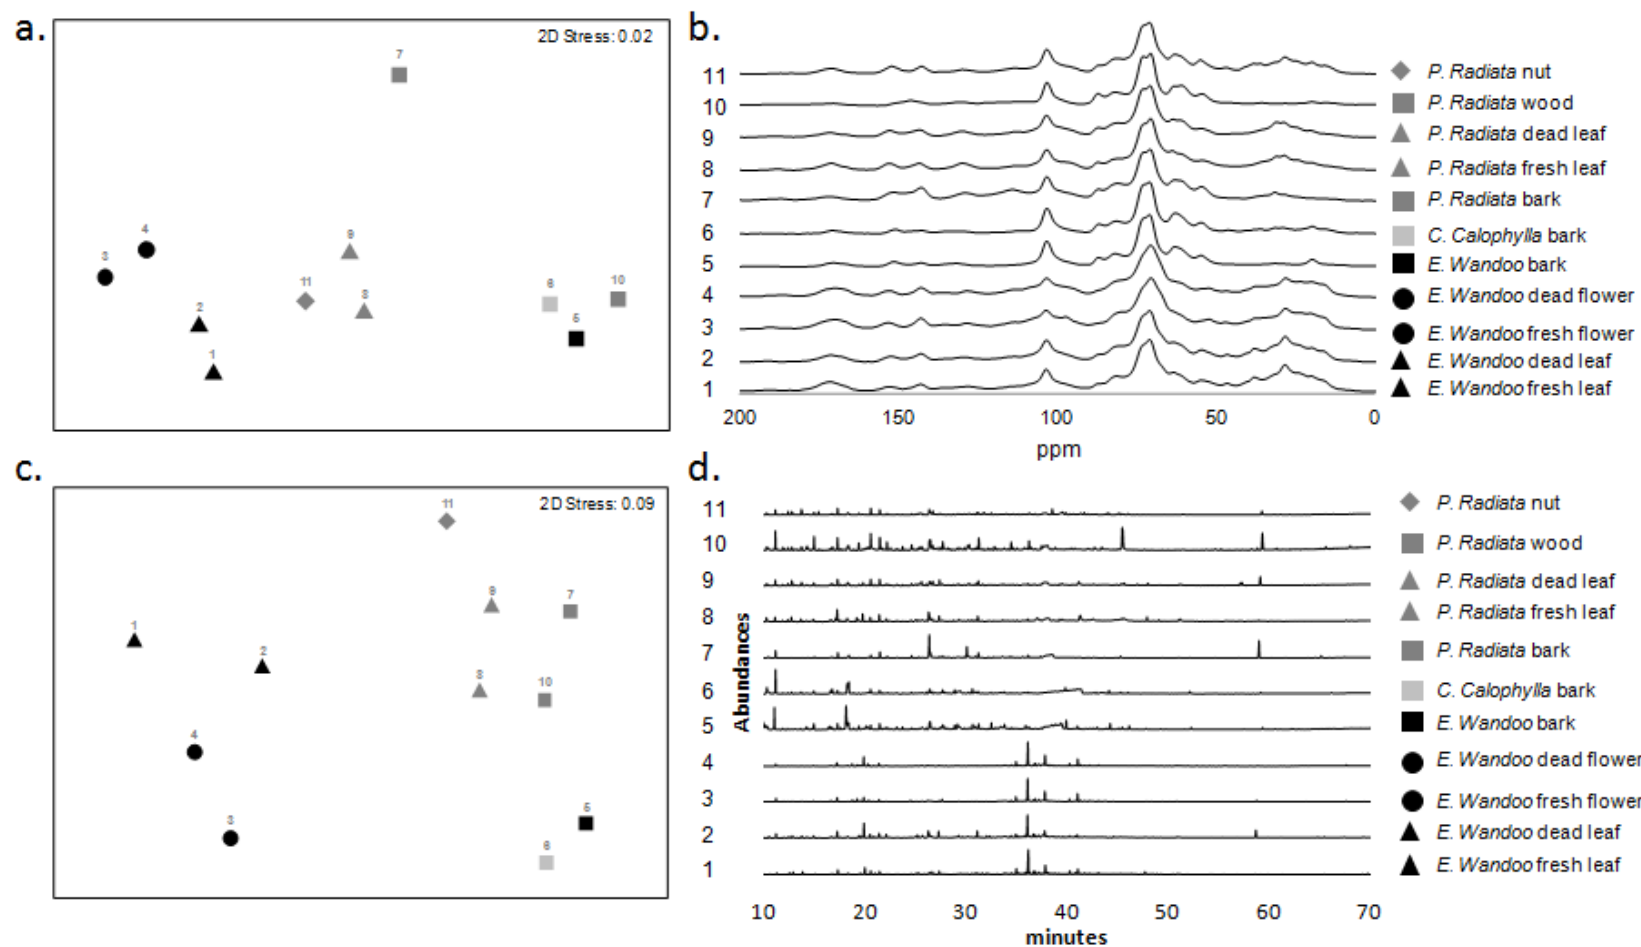 a.
2D Stress: 0.02
7
4
3
9
2
11
8
1
6
10
5
b.
11
10
9
8
7
6
5
4
3
2
1
200
150
100
50
0
ppm
P. Radiata nut
P. Radiata wood
P. Radiata dead leaf
P. Radiata fresh leaf
P. Radiata bark
C. Calophylla bark
E. Wandoo bark
E. Wandoo dead flower
E. Wandoo fresh flower
E. Wandoo dead leaf
E. Wandoo fresh leaf
c.
2D Stress: 0.09
11
9
7
1
2
8
10
4
3
5
6
d.
11
10
9
8
7
6
5
4
3
2
1
Abundances
10
20
30
40
50
60
70
minutes
P. Radiata nut
P. Radiata wood
P. Radiata dead leaf
P. Radiata fresh leaf
P. Radiata bark
C. Calophylla bark
E. Wandoo bark
E. Wandoo dead flower
E. Wandoo fresh flower
E. Wandoo dead leaf
E. Wandoo fresh leaf